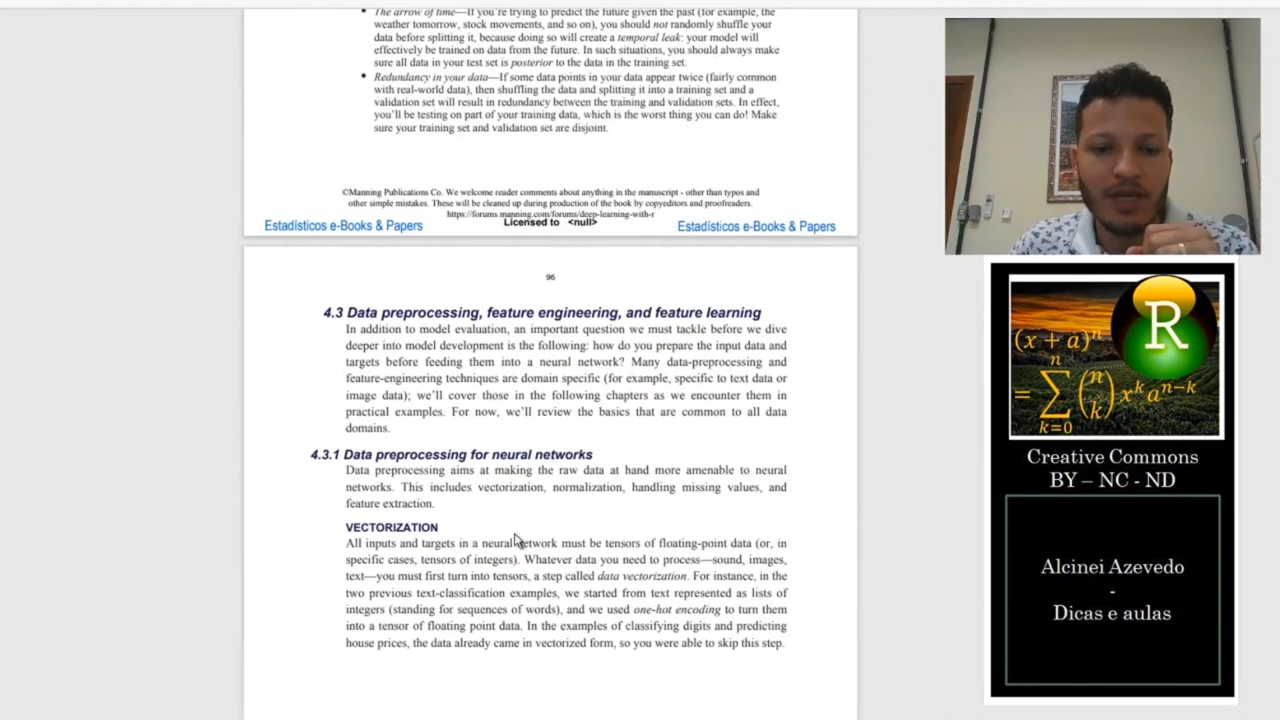 The arrow of time—If you're trying to predict the future given the past (for example, the
weather tomorrow, stock movements, and so on), you should not randomly shuffle your
data before splitting it, because doing so will create a temporal leak: your model will
effectively be trained on data from the future. In such situations, you should always make
sure all data in your test set is posterior to the data in the training set.
Redundancy in your data—If some data points in your data appear twice (fairly common
with real-world data), then shuffling the data and splitting it into a training set and a
validation set will result in redundancy between the training and validation sets. In effect,
you'll be testing on part of your training data, which is the worst thing you can do! Make
sure your training set and validation set are disjoint.
©Manning Publications Co. We welcome reader comments about anything in the manuscript - other than typos and
other simple mistakes. These will be cleaned up during production of the book by copyeditors and proofreaders.
https://forums.manning.com/forums/deep-learning-with-r
Estadísticos e-Books & Papers Licensed to <null> Estadísticos e-Books & Papers
96
4.3 Data preprocessing, feature engineering, and feature learning
In addition to model evaluation, an important question we must tackle before we dive
deeper into model development is the following: how do you prepare the input data and
targets before feeding them into a neural network? Many data-preprocessing and
feature-engineering techniques are domain specific (for example, specific to text data or
image data); we'll cover those in the following chapters as we encounter them in
practical examples. For now, we'll review the basics that are common to all data
domains.
4.3.1 Data preprocessing for neural networks
Data preprocessing aims at making the raw data at hand more amenable to neural
networks. This includes vectorization, normalization, handling missing values, and
feature extraction.
VECTORIZATION
All inputs and targets in a neural network must be tensors of floating-point data (or, in
specific cases, tensors of integers). Whatever data you need to process—sound, images,
text—you must first turn into tensors, a step called data vectorization. For instance, in the
two previous text-classification examples, we started from text represented as lists of
integers (standing for sequences of words), and we used one-hot encoding to turn them
into a tensor of floating point data. In the examples of classifying digits and predicting
house prices, the data already came in vectorized form, so you were able to skip this step.
R
(x + a)^n
= ∑_{k=0}^{n} (n k) x^k a^{n−k}
Creative Commons
BY – NC - ND
Alcinei Azevedo
-
Dicas e aulas